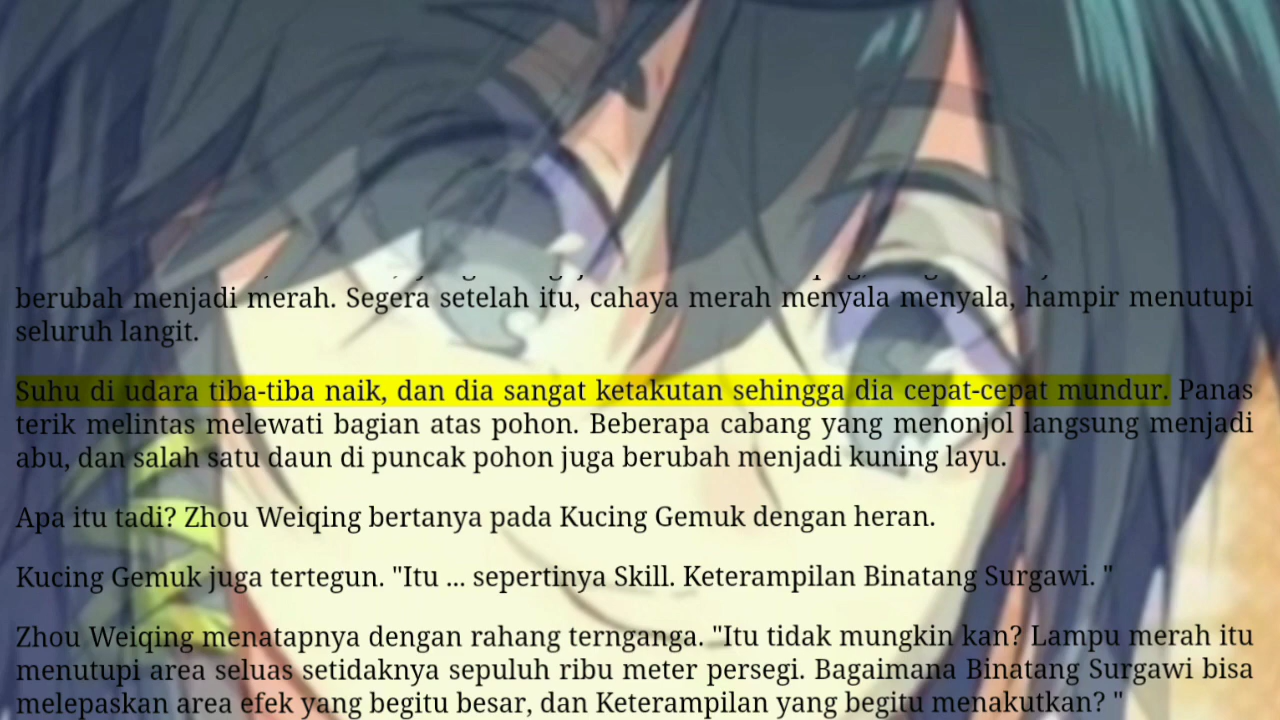 berubah menjadi merah. Segera setelah itu, cahaya merah menyala menyala, hampir menutupi
seluruh langit.
Suhu di udara tiba-tiba naik, dan dia sangat ketakutan sehingga dia cepat-cepat mundur. Panas
terik melintas melewati bagian atas pohon. Beberapa cabang yang menonjol langsung menjadi
abu, dan salah satu daun di puncak pohon juga berubah menjadi kuning layu.
Apa itu tadi? Zhou Weiqing bertanya pada Kucing Gemuk dengan heran.
Kucing Gemuk juga tertegun. "Itu ... sepertinya Skill. Keterampilan Binatang Surgawi. "
Zhou Weiqing menatapnya dengan rahang ternganga. "Itu tidak mungkin kan? Lampu merah itu
menutupi area seluas setidaknya sepuluh ribu meter persegi. Bagaimana Binatang Surgawi bisa
melepaskan area efek yang begitu besar, dan Keterampilan yang begitu menakutkan? "